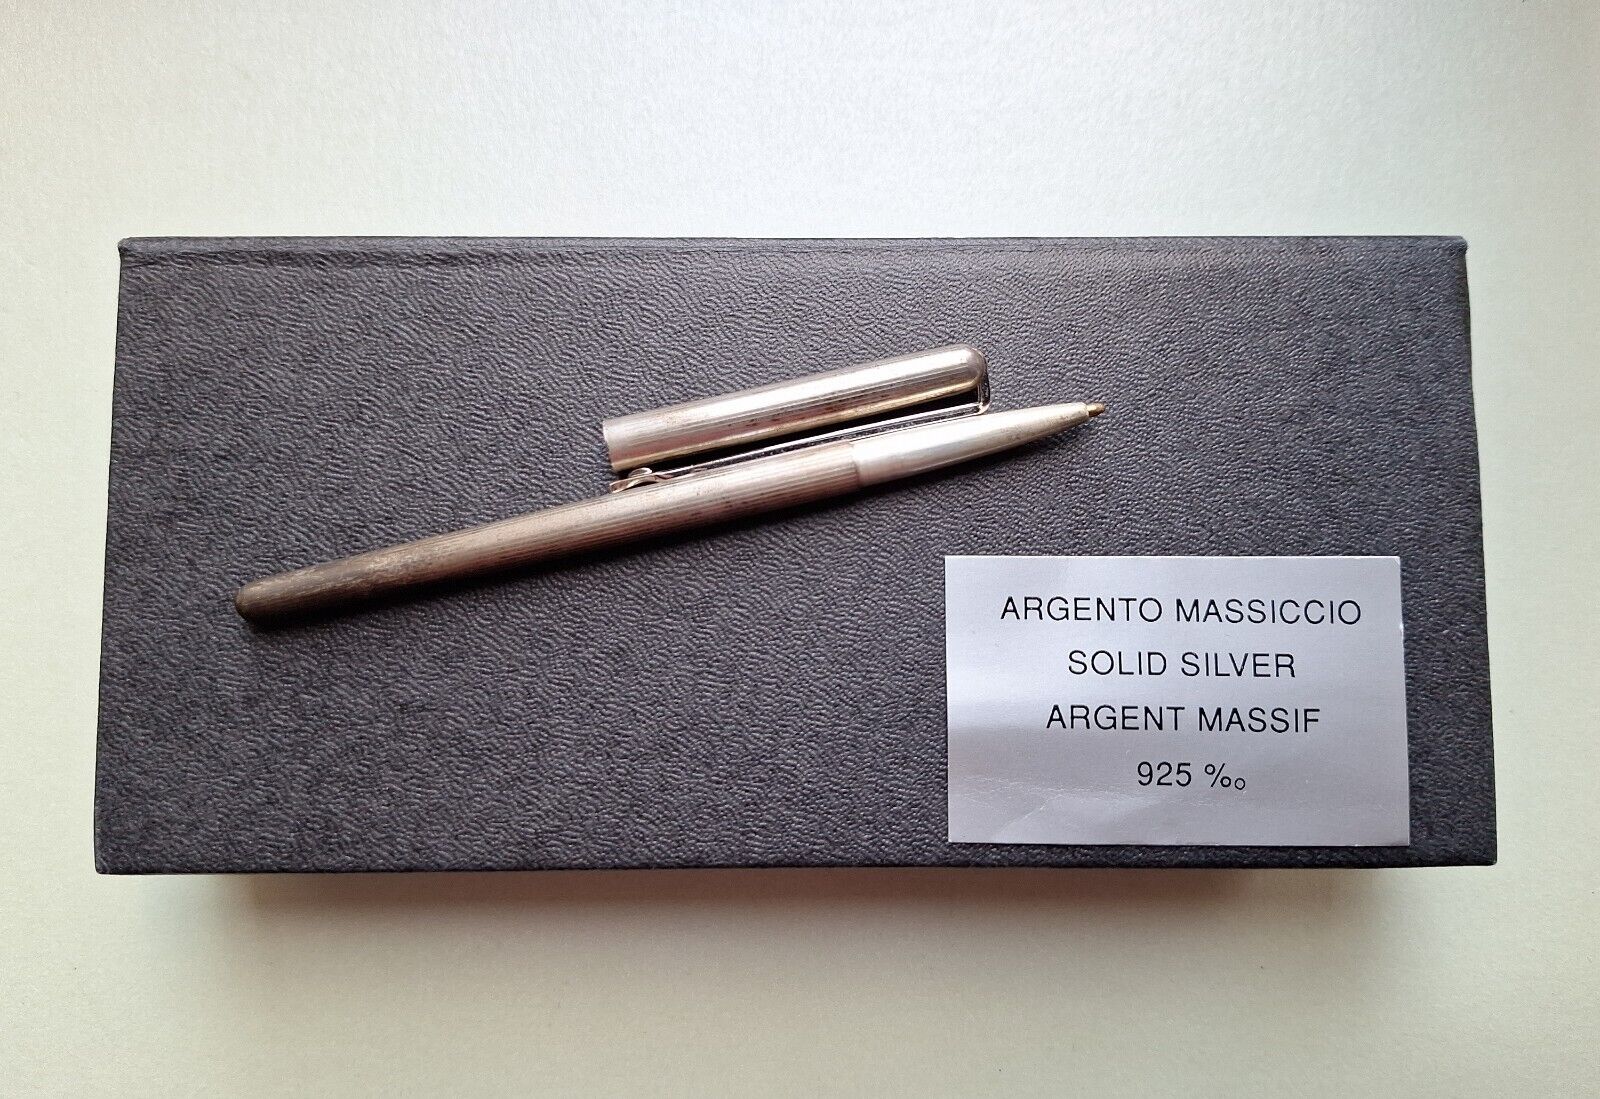 ARGENTO MASSICCIO
SOLID SILVER
ARGENT MASSIF
925 ‰